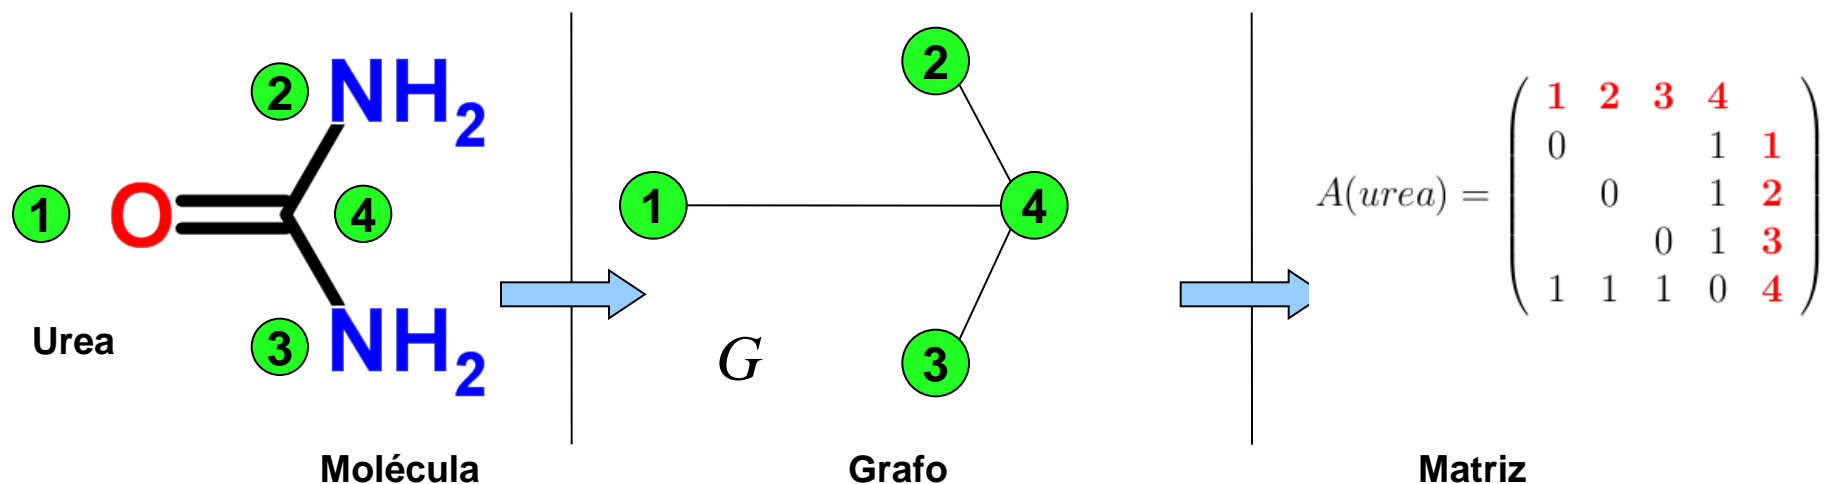 2 NH2
1 O 4
3 NH2
Urea
Molécula
2
1 4
3
G
Grafo
1 2 3 4
0 1 1
A(urea) = 0 1 2
0 1 3
1 1 1 0 4
Matriz